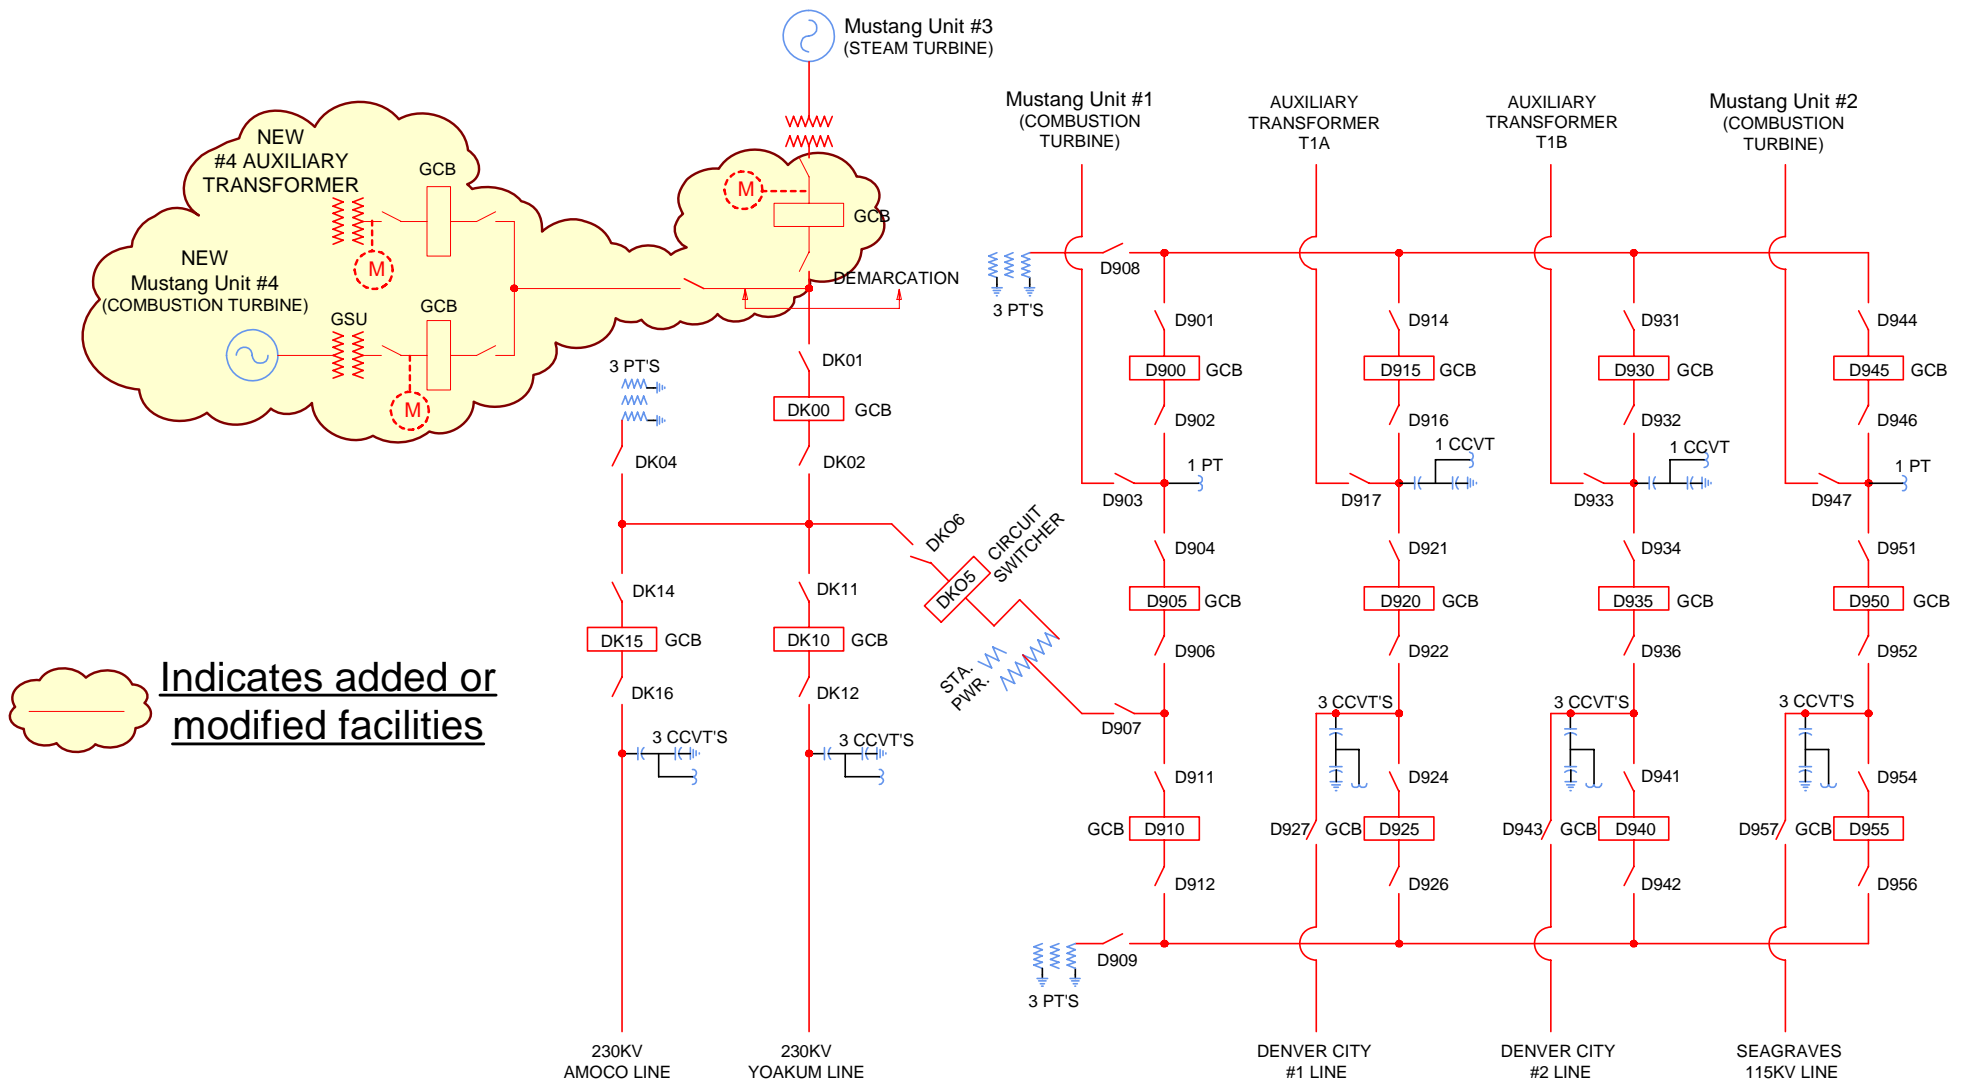 Mustang Unit #3
(STEAM TURBINE)
NEW
#4 AUXILIARY
TRANSFORMER
GCB
M
NEW
Mustang Unit #4
(COMBUSTION TURBINE)
GSU
GCB
M
M
GCB
DEMARCATION
3 PT'S
DK04
DK01
DK00
GCB
DK02
DK14
DK15
GCB
DK16
3 CCVT'S
230KV
AMOCO LINE
DK11
DK10
GCB
DK12
3 CCVT'S
230KV
YOAKUM LINE
DKO6
DKO5
CIRCUIT
SWITCHER
STA.
PWR.
Indicates added or
modified facilities
Mustang Unit #1
(COMBUSTION
TURBINE)
AUXILIARY
TRANSFORMER
T1A
AUXILIARY
TRANSFORMER
T1B
Mustang Unit #2
(COMBUSTION
TURBINE)
3 PT'S
D908
D901
D900
GCB
D902
D903
1 PT
D904
D905
GCB
D906
D907
D911
GCB
D910
D912
D909
3 PT'S
D914
D915
GCB
D916
1 CCVT
D917
D921
D920
GCB
D922
3 CCVT'S
D924
D927
GCB
D925
D926
DENVER CITY
#1 LINE
D931
D930
GCB
D932
1 CCVT
D933
D934
D935
GCB
D936
3 CCVT'S
D941
D943
GCB
D940
D942
DENVER CITY
#2 LINE
D944
D945
GCB
D946
1 PT
D947
D951
D950
GCB
D952
3 CCVT'S
D954
D957
GCB
D955
D956
SEAGRAVES
115KV LINE